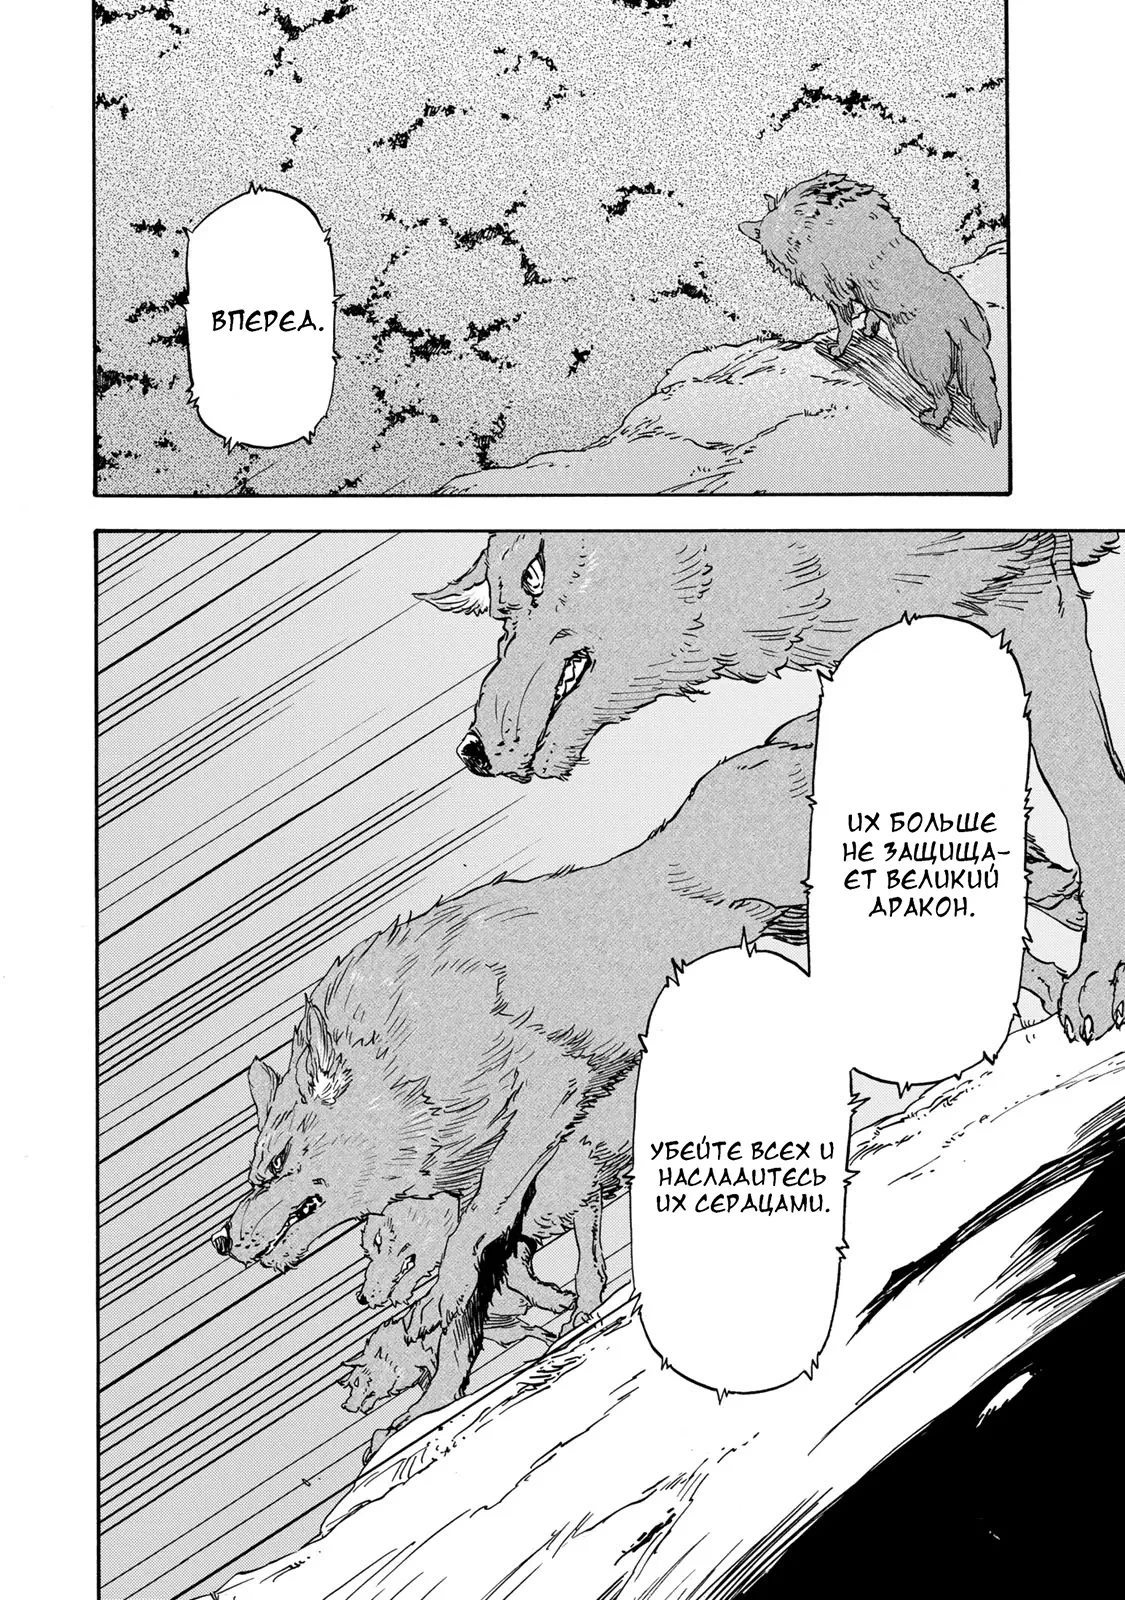 ВПЕРЕД.
ИХ БОЛЬШЕ
НЕ ЗАЩИЩА-
ЕТ ВЕЛИКИЙ
ДРАКОН.
УБЕЙТЕ ВСЕХ И
НАСЛАДИТЕСЬ
ИХ СЕРДЦАМИ.